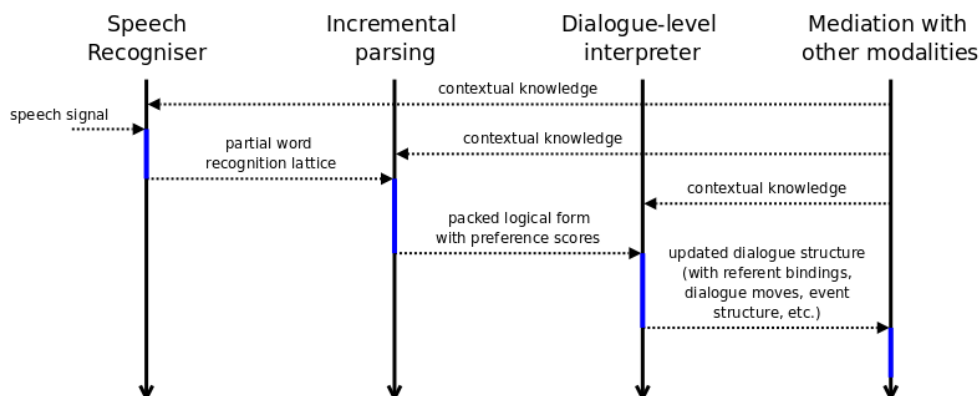 Speech
Recogniser
Incremental
parsing
Dialogue-level
interpreter
Mediation with
other modalities
contextual knowledge
speech signal
contextual knowledge
partial word
recognition lattice
contextual knowledge
packed logical form
with preference scores
updated dialogue structure
(with referent bindings,
dialogue moves, event
structure, etc.)